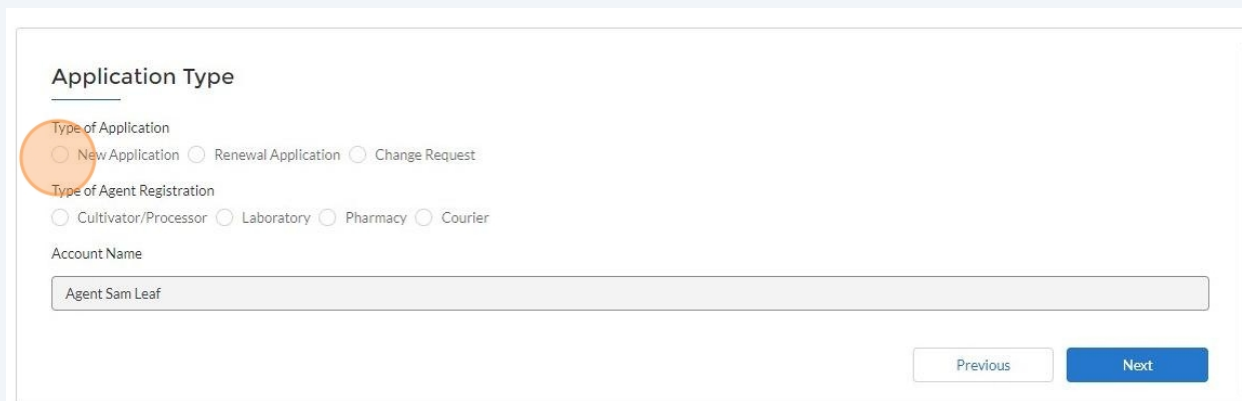 Application Type
Type of Application
New Application Renewal Application Change Request
Type of Agent Registration
Cultivator/Processor Laboratory Pharmacy Courier
Account Name
Agent Sam Leaf
Previous Next